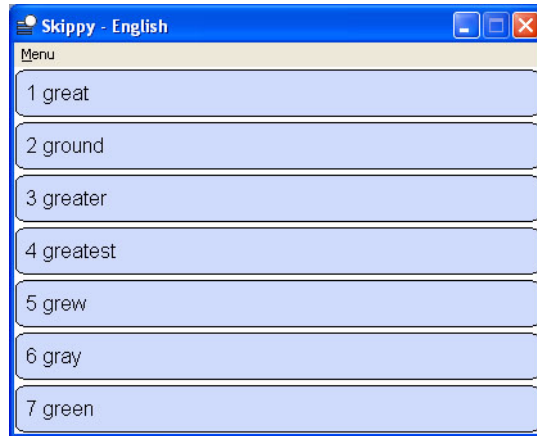 Skippy - English
Menu
1 great
2 ground
3 greater
4 greatest
5 grew
6 gray
7 green